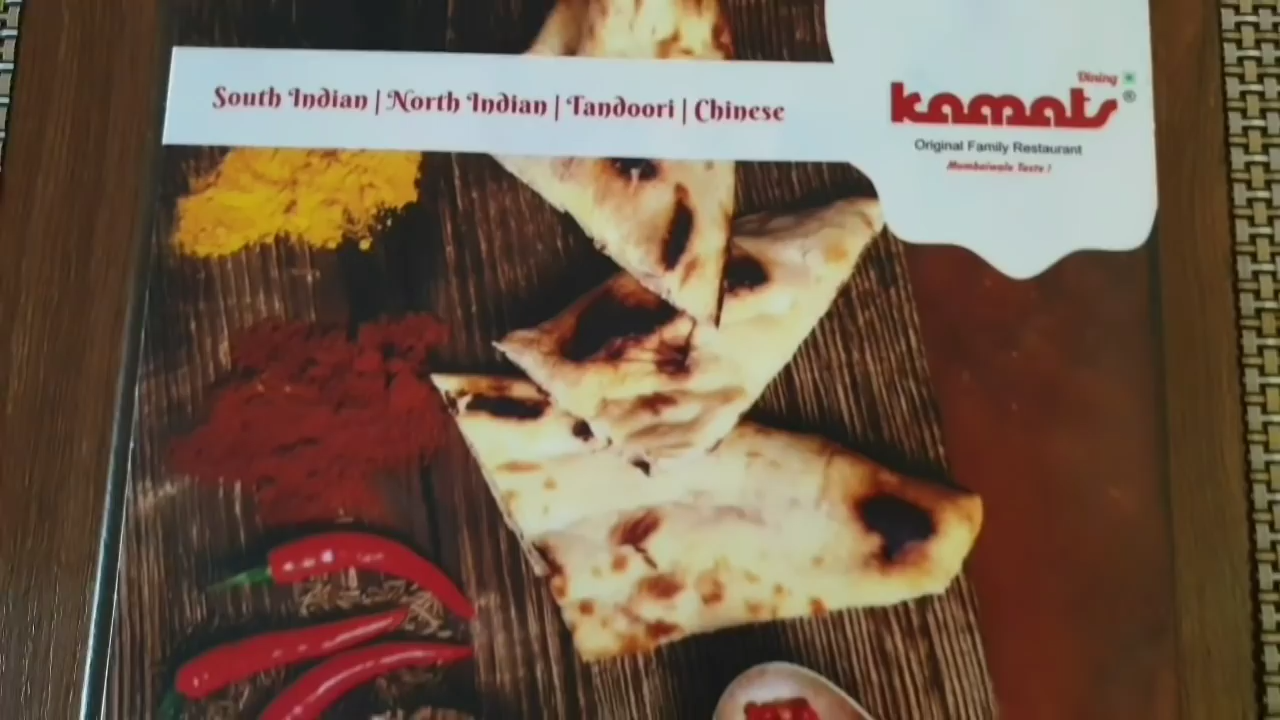 South Indian | North Indian | Tandoori | Chinese
Dining
kamats®
Original Family Restaurant
Mumbaiwala Taste !